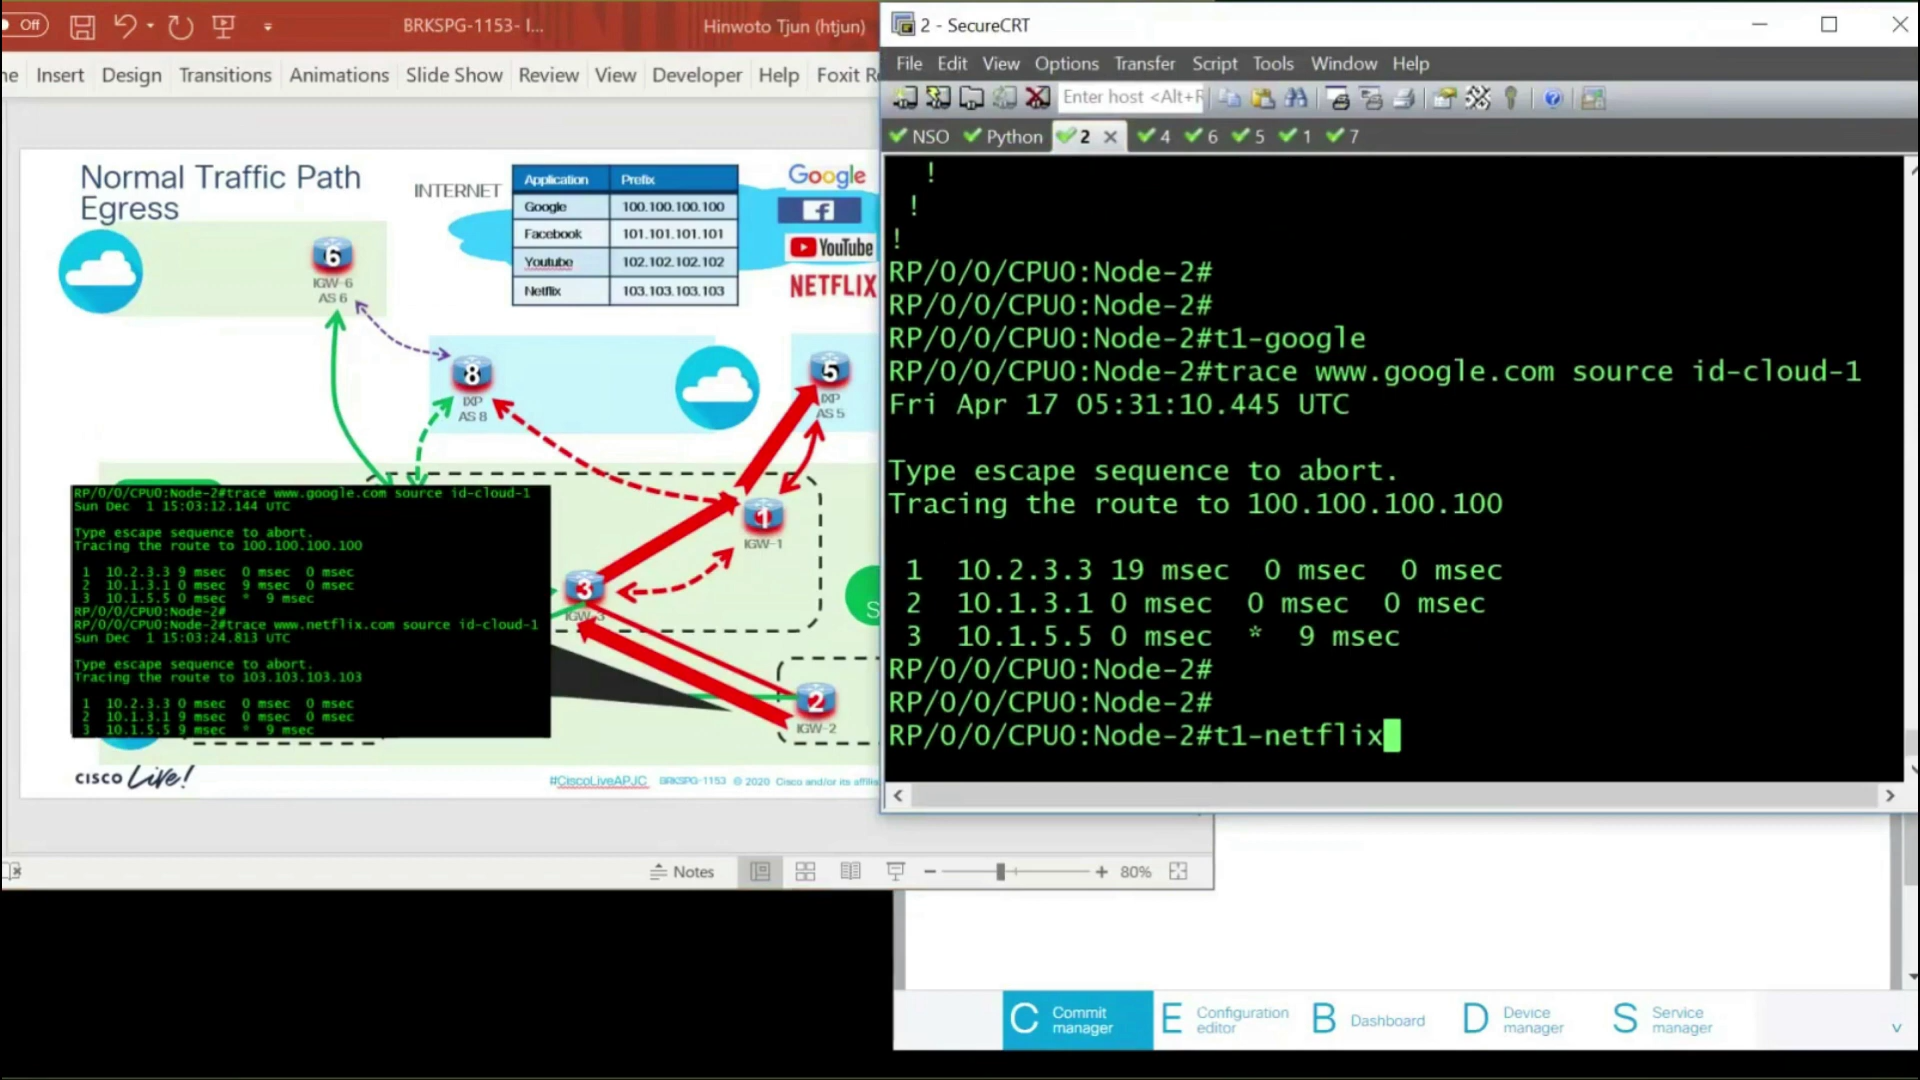 Off
BRKSPG-1153- I...
Hinwoto Tjun (htjun)
ne Insert Design Transitions Animations Slide Show Review View Developer Help Foxit R
Normal Traffic Path
Egress
INTERNET
Application Prefix
Google 100.100.100.100
Facebook 101.101.101.101
Youtube 102.102.102.102
Netflix 103.103.103.103
Google
f
YouTube
NETFLIX
6
IGW-6
AS 6
8
IXP
AS 8
5
IXP
AS 5
1
IGW-1
3
2
IGW-2
S
RP/0/0/CPU0:Node-2#trace www.google.com source id-cloud-1
Sun Dec 1 15:03:12.144 UTC
Type escape sequence to abort.
Tracing the route to 100.100.100.100
1 10.2.3.3 9 msec 0 msec 0 msec
2 10.1.3.1 0 msec 9 msec 0 msec
3 10.1.5.5 0 msec * 9 msec
RP/0/0/CPU0:Node-2#
RP/0/0/CPU0:Node-2#trace www.netflix.com source id-cloud-1
Sun Dec 1 15:03:24.813 UTC
Type escape sequence to abort.
Tracing the route to 103.103.103.103
1 10.2.3.3 0 msec 0 msec 0 msec
2 10.1.3.1 9 msec 0 msec 0 msec
3 10.1.5.5 9 msec * 9 msec
CISCO Live!
#CiscoLiveAPJC BRKSPG-1153 © 2020 Cisco and/or its affilia
Notes
80%
2 - SecureCRT
File Edit View Options Transfer Script Tools Window Help
Enter host <Alt+R
NSO Python 2 4 6 5 1 7
!
!
!
RP/0/0/CPU0:Node-2#
RP/0/0/CPU0:Node-2#
RP/0/0/CPU0:Node-2#t1-google
RP/0/0/CPU0:Node-2#trace www.google.com source id-cloud-1
Fri Apr 17 05:31:10.445 UTC
Type escape sequence to abort.
Tracing the route to 100.100.100.100
1 10.2.3.3 19 msec 0 msec 0 msec
2 10.1.3.1 0 msec 0 msec 0 msec
3 10.1.5.5 0 msec * 9 msec
RP/0/0/CPU0:Node-2#
RP/0/0/CPU0:Node-2#
RP/0/0/CPU0:Node-2#t1-netflix
C Commit manager
E Configuration editor
B Dashboard
D Device manager
S Service manager